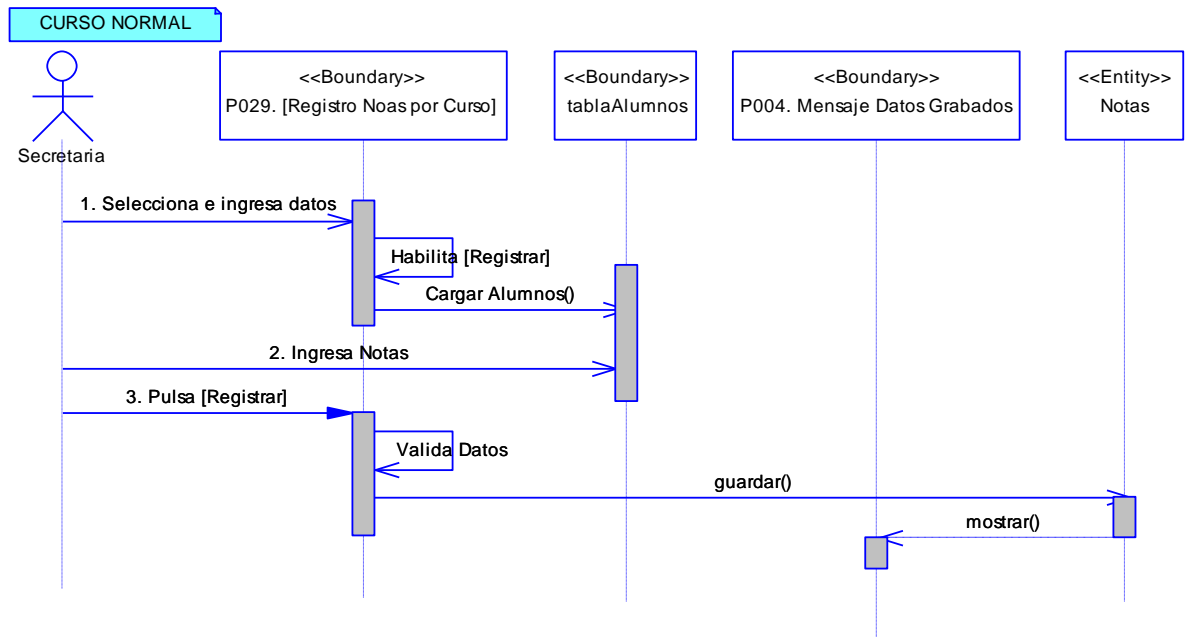 CURSO NORMAL
Secretaria
<<Boundary>>
P029. [Registro Noas por Curso]
<<Boundary>>
tablaAlumnos
<<Boundary>>
P004. Mensaje Datos Grabados
<<Entity>>
Notas
1. Selecciona e ingresa datos
Habilita [Registrar]
Cargar Alumnos()
2. Ingresa Notas
3. Pulsa [Registrar]
Valida Datos
guardar()
mostrar()